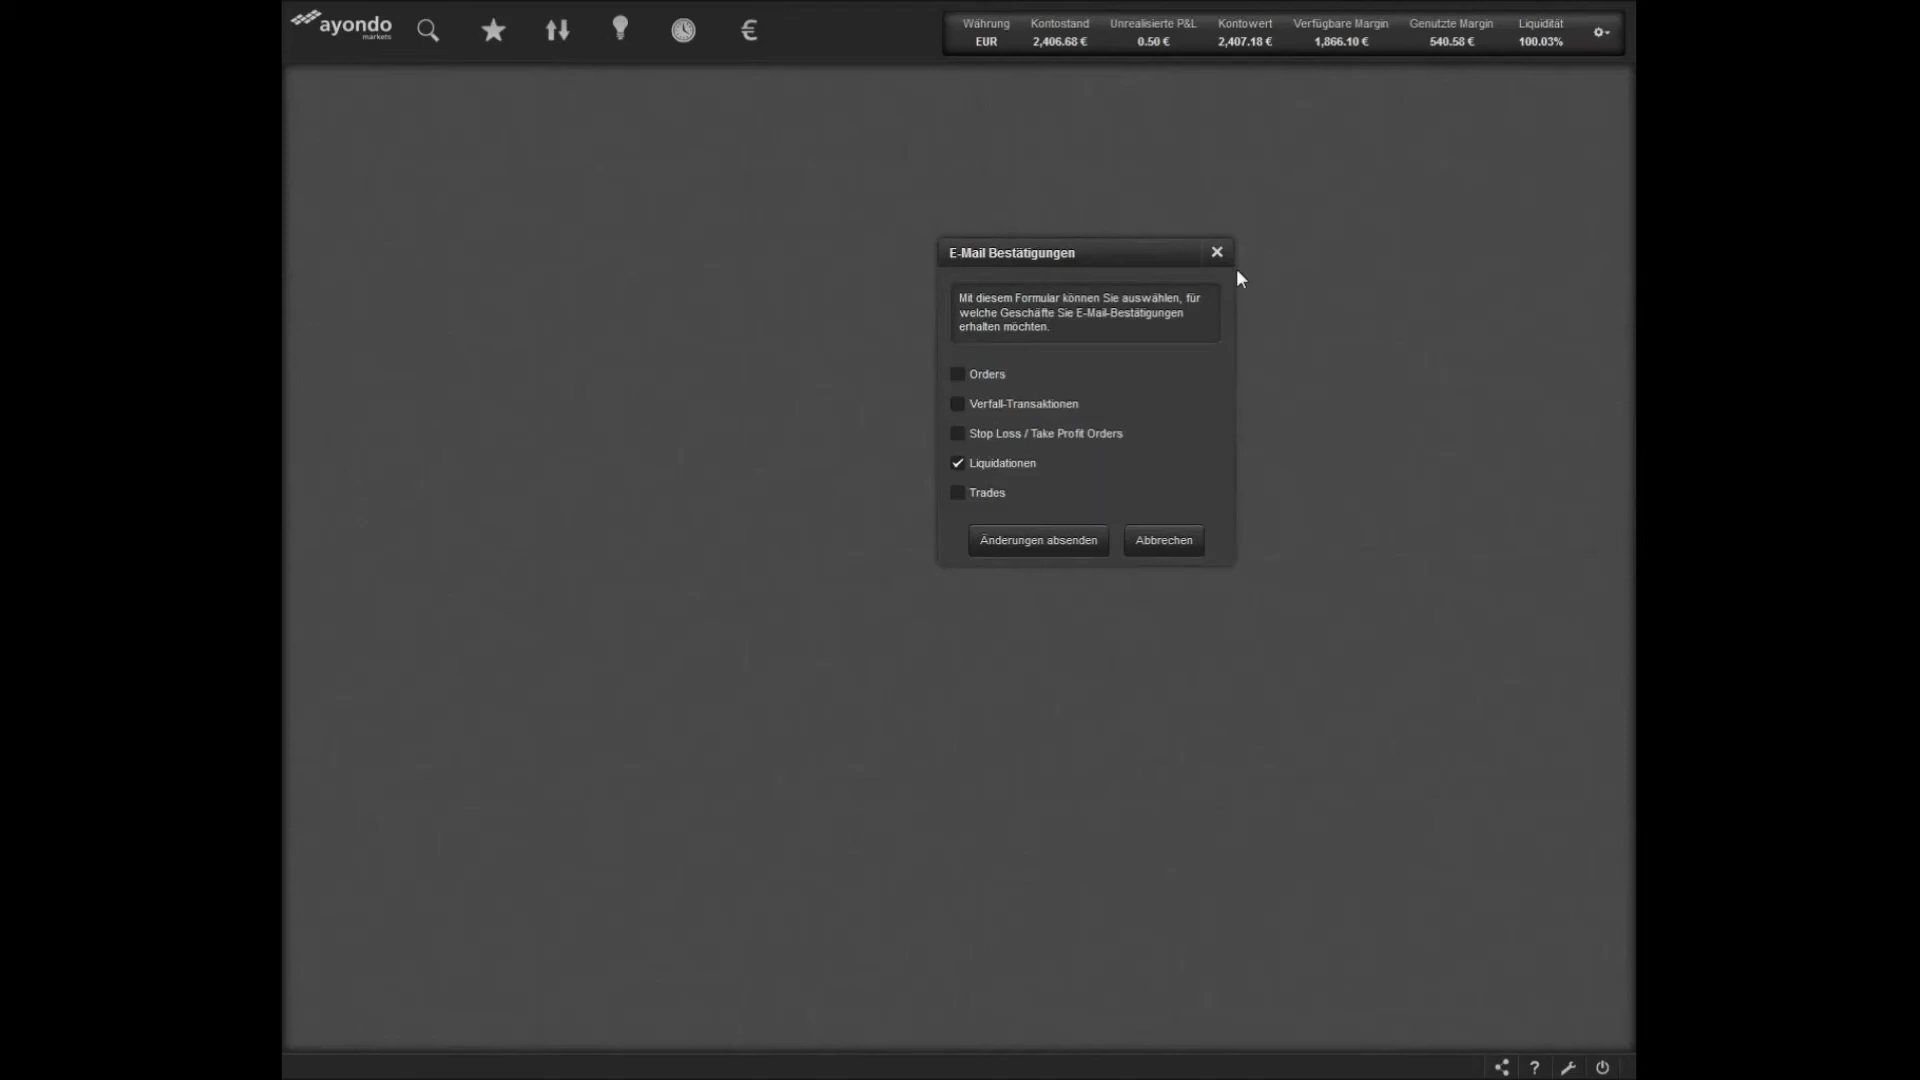 ayondo
markets
Währung Kontostand Unrealisierte P&L Kontowert Verfügbare Margin Genutzte Margin Liquidität
EUR 2,406.68 € 0.50 € 2,407.18 € 1,866.10 € 540.58 € 100.03%
E-Mail Bestätigungen
Mit diesem Formular können Sie auswählen, für
welche Geschäfte Sie E-Mail-Bestätigungen
erhalten möchten.
Orders
Verfall-Transaktionen
Stop Loss / Take Profit Orders
Liquidationen
Trades
Änderungen absenden Abbrechen